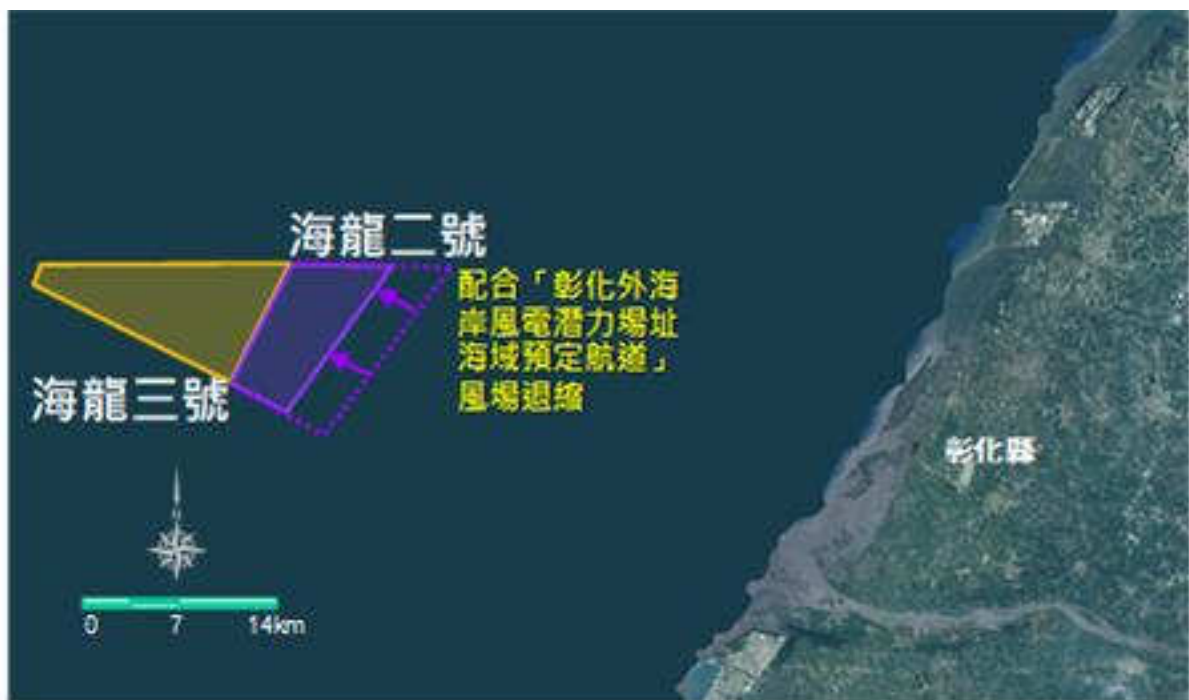 海龍二號
配合「彰化外海
岸風電潛力場址
海域預定航道」
風場退縮
海龍三號
彰化縣
0 7 14km